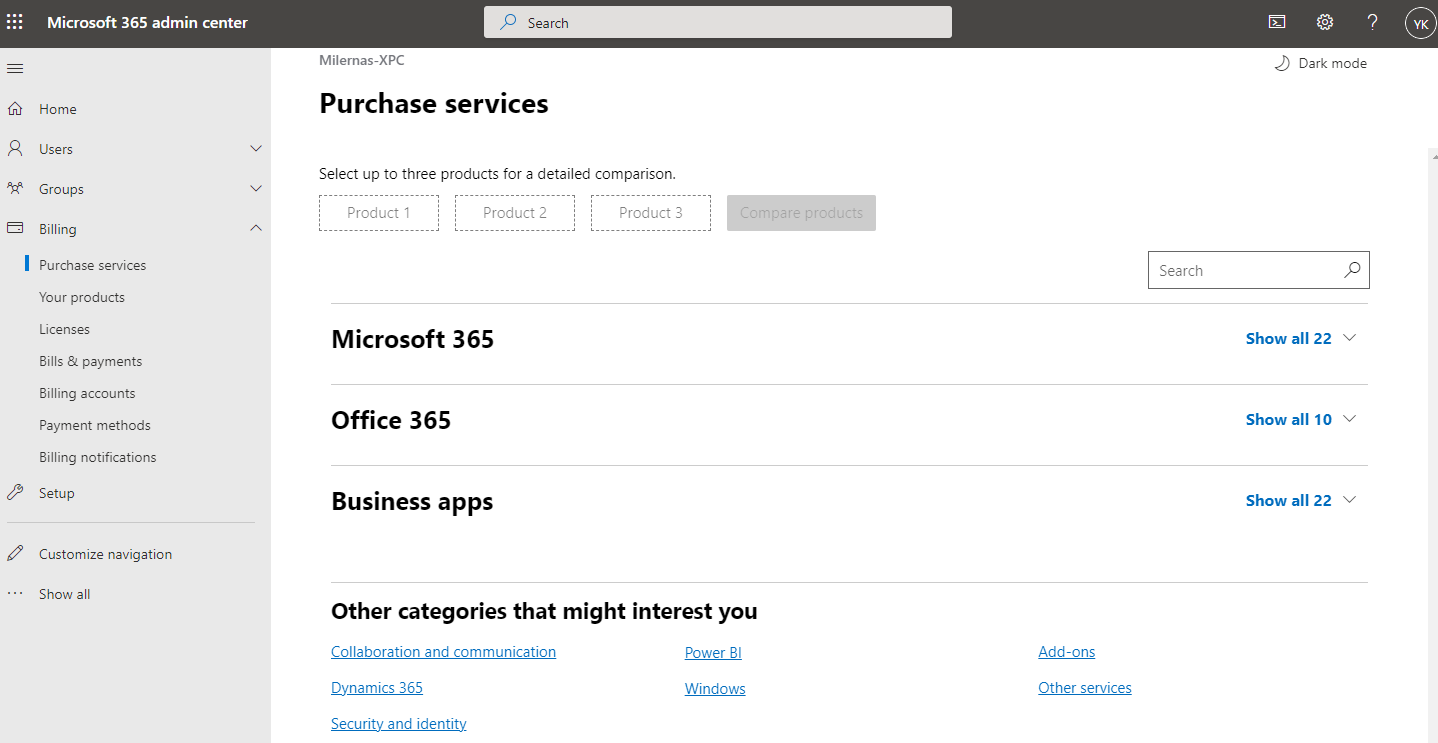 Microsoft 365 admin center
Search
YK
Home
Users
Groups
Billing
Purchase services
Your products
Licenses
Bills & payments
Billing accounts
Payment methods
Billing notifications
Setup
Customize navigation
Show all
Milernas-XPC
Dark mode
Purchase services
Select up to three products for a detailed comparison.
Product 1 Product 2 Product 3 Compare products
Search
Microsoft 365 Show all 22
Office 365 Show all 10
Business apps Show all 22
Other categories that might interest you
Collaboration and communication Power BI Add-ons
Dynamics 365 Windows Other services
Security and identity